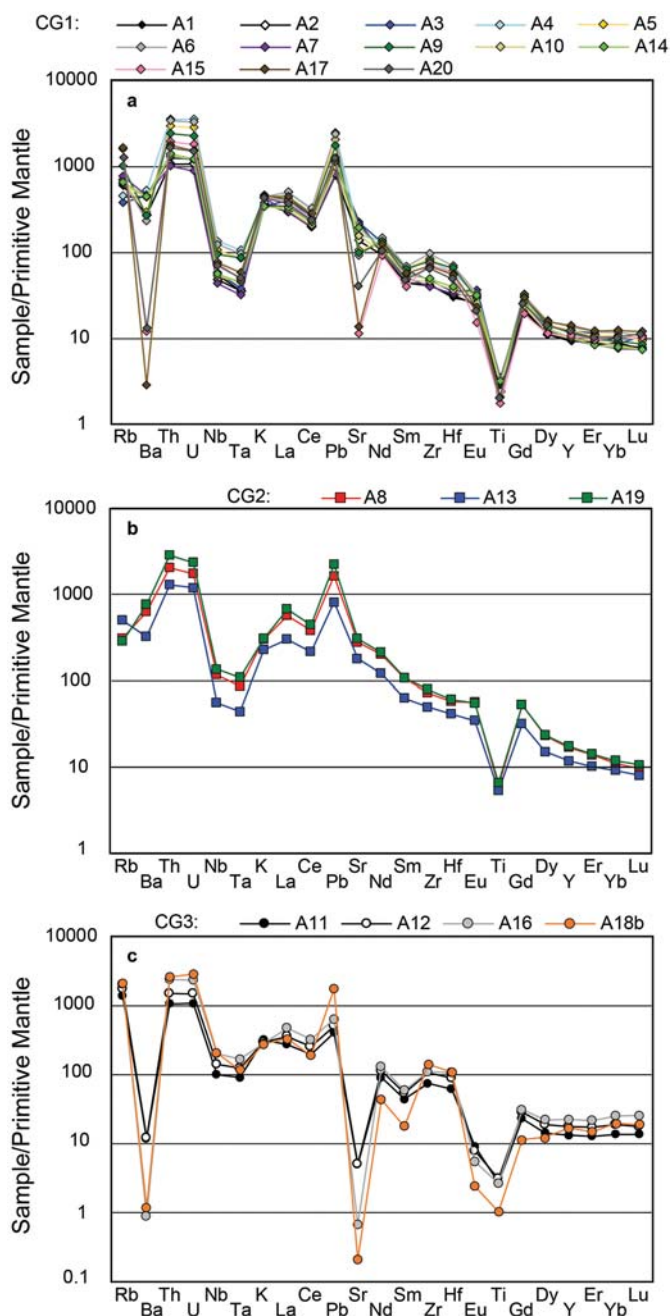 CG1: A1 A2 A3 A4 A5
A6 A7 A9 A10 A14
A15 A17 A20
a
10000
1000
100
10
1
Sample/Primitive Mantle
Rb Th Nb K Ce Sr Sm Hf Ti Dy Er Lu
Ba U Ta La Pb Nd Zr Eu Gd Y Yb
CG2: A8 A13 A19
b
10000
1000
100
10
1
Sample/Primitive Mantle
Rb Th Nb K Ce Sr Sm Hf Ti Dy Er Lu
Ba U Ta La Pb Nd Zr Eu Gd Y Yb
CG3: A11 A12 A16 A18b
c
10000
1000
100
10
1
0.1
Sample/Primitive Mantle
Rb Th Nb K Ce Sr Sm Hf Ti Dy Er Lu
Ba U Ta La Pb Nd Zr Eu Gd Y Yb